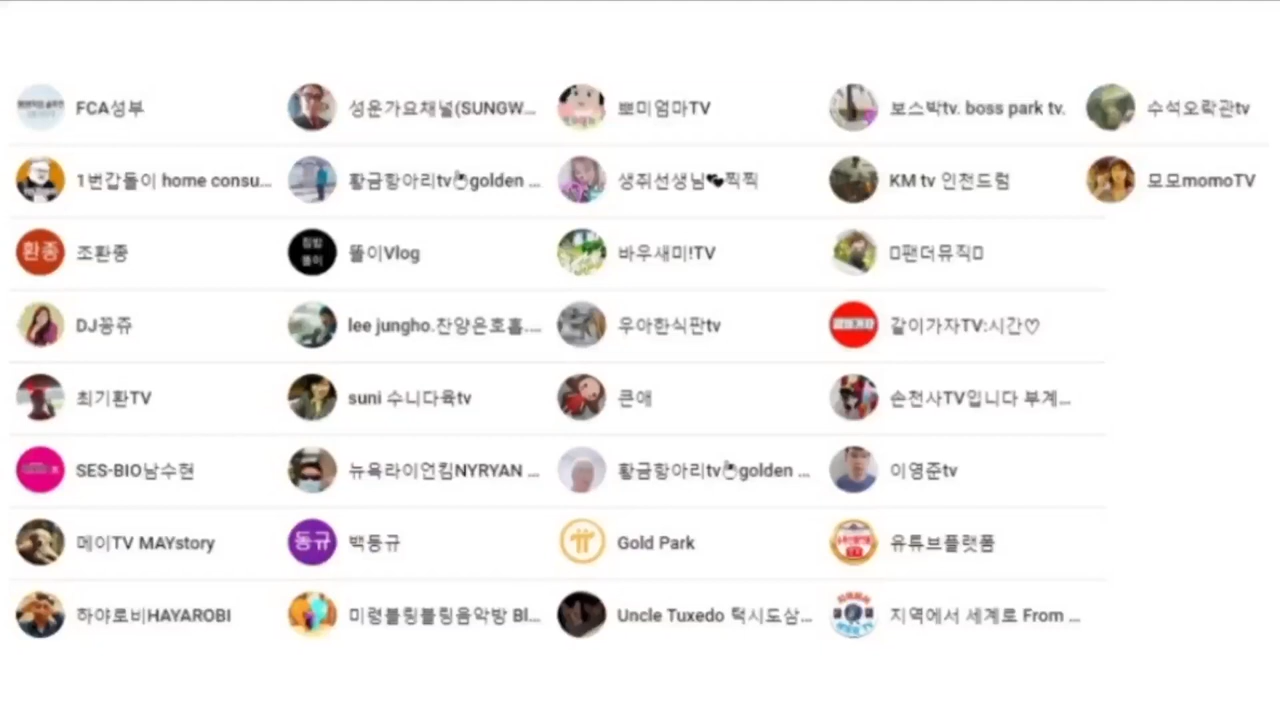 FCA성부 성운가요채널(SUNGW... 뽀미엄마TV 보스박tv. boss park tv. 수석오락관tv
1번갑돌이 home consu... 황금항아리tv🖱golden ... 생쥐선생님💕찍찍 KM tv 인천드럼 모모momoTV
환종 조환종 집밥 똘이 똘이Vlog 바우새미!TV 팬더뮤직
DJ꽁쥬 lee jungho.찬양은호흡.... 우아한식판tv 같이가자TV:시간♡
최기환TV suni 수니다육tv 큰애 손천사TV입니다 부계...
SES-BIO남수현 뉴욕라이언킴NYRYAN ... 황금항아리tv🖱golden ... 이영준tv
메이TV MAYstory 동규 백동규 Gold Park 유튜브플랫폼
하야로비HAYAROBI 미령블링블링음악방 Bl... Uncle Tuxedo 턱시도삼... 지역에서 세계로 From ...